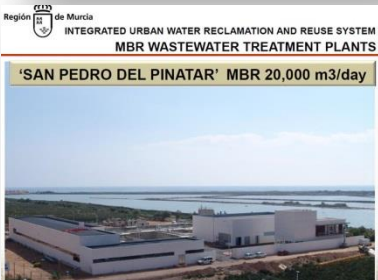 Región de Murcia
INTEGRATED URBAN WATER RECLAMATION AND REUSE SYSTEM
MBR WASTEWATER TREATMENT PLANTS
‘SAN PEDRO DEL PINATAR’ MBR 20,000 m3/day